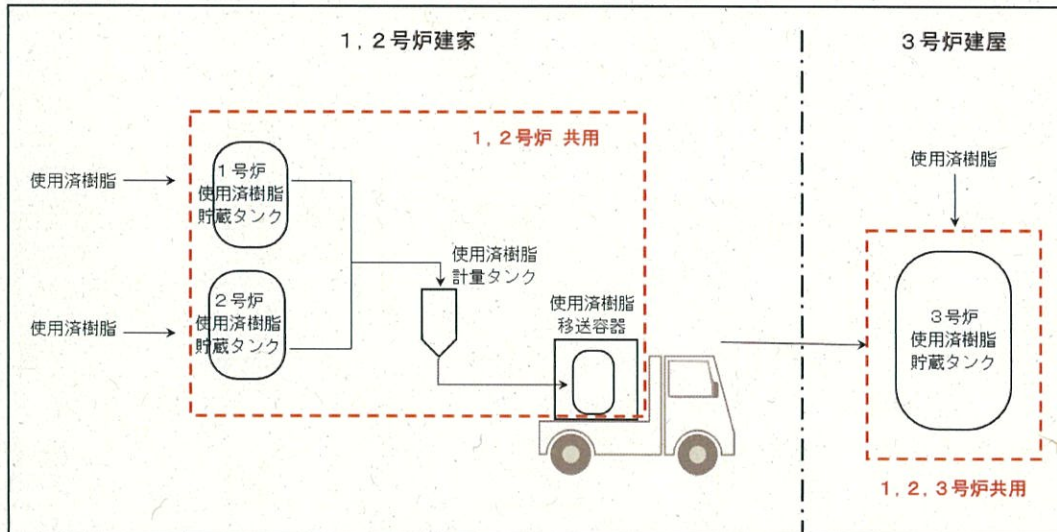 1，2号炉建家
3号炉建屋
1，2号炉 共用
使用済樹脂
1号炉
使用済樹脂
貯蔵タンク
使用済樹脂
2号炉
使用済樹脂
貯蔵タンク
使用済樹脂
計量タンク
使用済樹脂
移送容器
使用済樹脂
3号炉
使用済樹脂
貯蔵タンク
1，2，3号炉共用